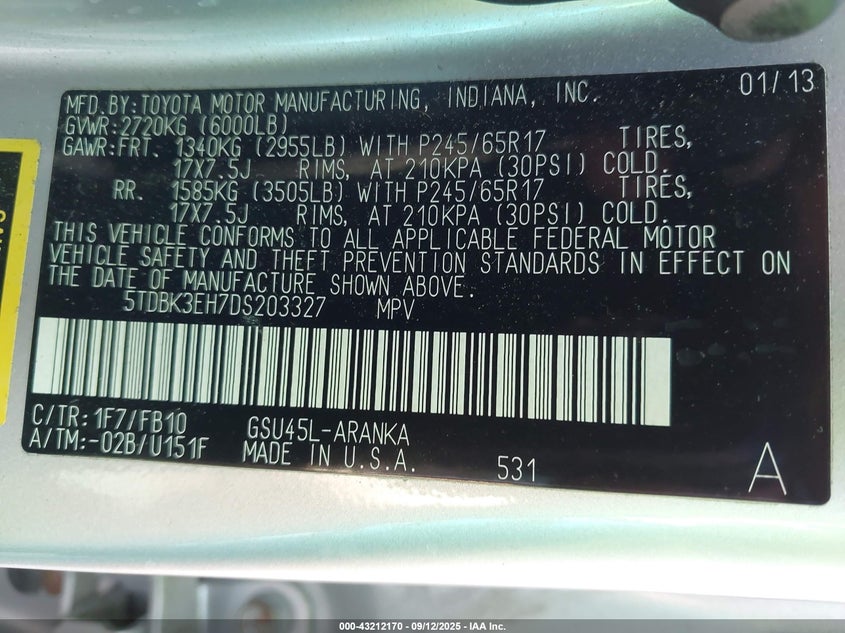 01/13
MFD. BY: TOYOTA MOTOR MANUFACTURING, INDIANA, INC.
GVWR: 2720KG (6000LB)
GAWR: FRT. 1340KG (2955LB) WITH P245/65R17 TIRES,
17X7.5J RIMS, AT 210KPA (30PSI) COLD.
RR. 1585KG (3505LB) WITH P245/65R17 TIRES,
17X7.5J RIMS, AT 210KPA (30PSI) COLD.
THIS VEHICLE CONFORMS TO ALL APPLICABLE FEDERAL MOTOR
VEHICLE SAFETY AND THEFT PREVENTION STANDARDS IN EFFECT ON
THE DATE OF MANUFACTURE SHOWN ABOVE.
5TDBK3EH7DS203327 MPV
C/TR: 1F7/FB10 GSU45L-ARANKA
A/TM: -02B/U151F MADE IN U.S.A. 531 A
000-43212170 - 09/12/2025 - IAA Inc.